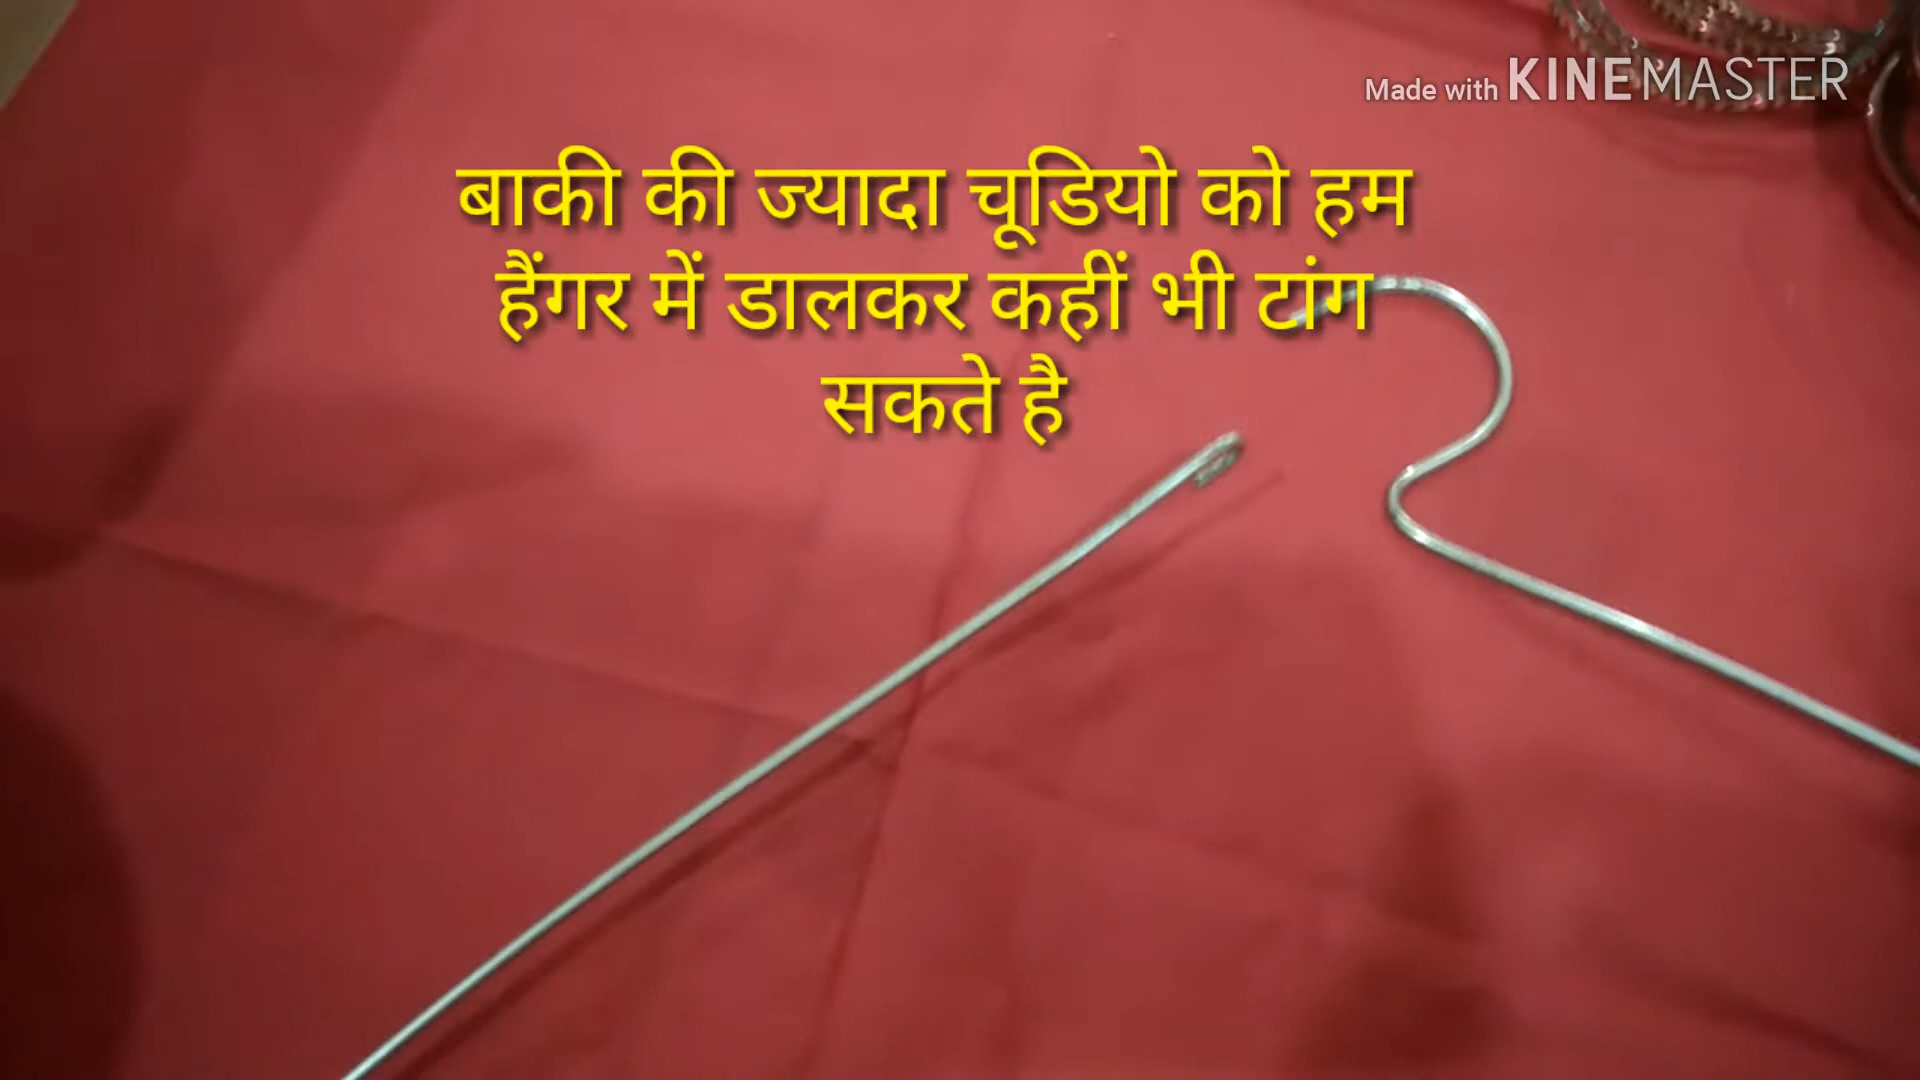 Made with KINEMASTER
बाकी की ज्यादा चूडियो को हम
हैंगर में डालकर कहीं भी टांग
सकते है